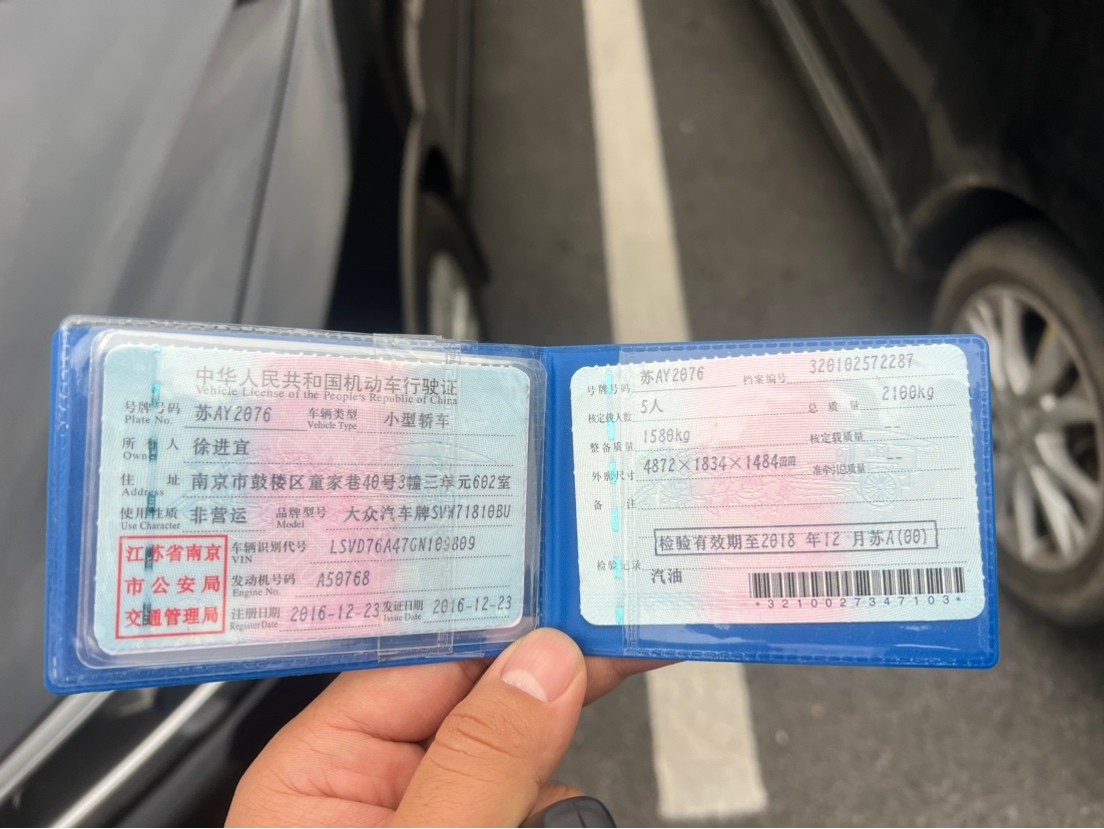 中华人民共和国机动车行驶证
Vehicle License of the People's Republic of China
号牌号码 苏AY2076 车辆类型 小型轿车
Plate No. Vehicle Type
所有人 徐进宜
Owner
住址 南京市鼓楼区童家巷40号3幢三单元602室
Address
使用性质 非营运 品牌型号 大众汽车牌SVW71810BU
Use Character Model
江苏省南京
市公安局
交通管理局
车辆识别代号 LSVD76A47GN109809
VIN
发动机号码 A50768
Engine No.
注册日期 2016-12-23 发证日期 2016-12-23
Register Date Issue Date
号牌号码 苏AY2076 档案编号 320102572287
核定载人数 5人 总质量 2100kg
整备质量 1580kg 核定载质量 --
外廓尺寸 4872×1834×1484mm 准牵引总质量 --
备注
检验有效期至2018 年12 月苏A(00)
检验记录
汽油
*3210027347103*